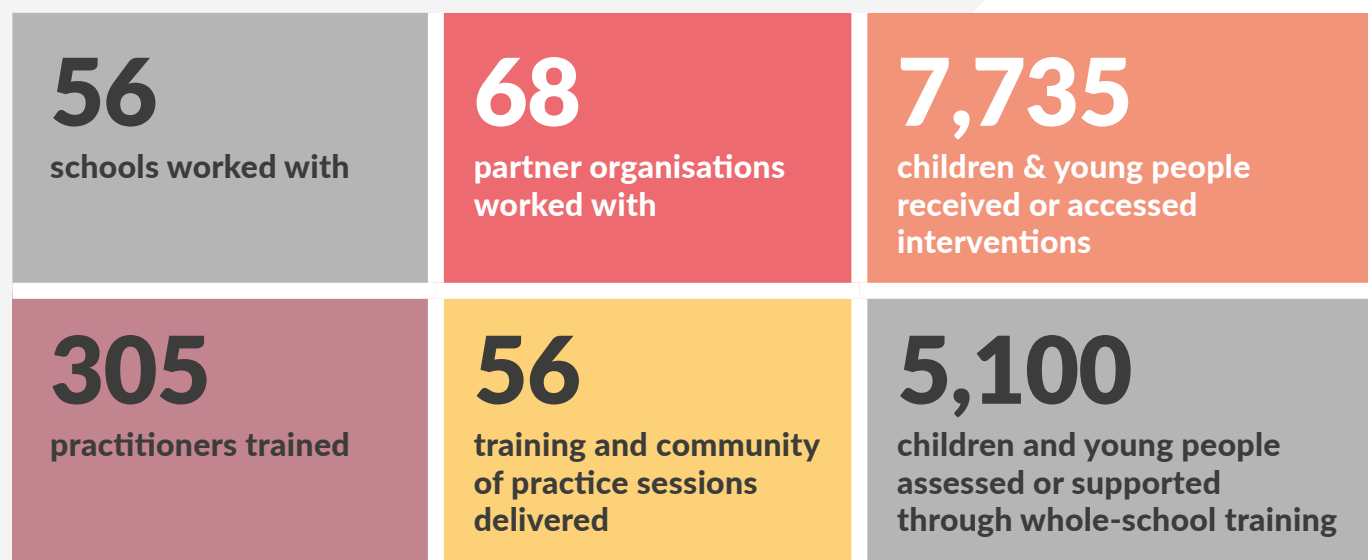 56
schools worked with
68
partner organisations
worked with
7,735
children & young people
received or accessed
interventions
305
practitioners trained
56
training and community
of practice sessions
delivered
5,100
children and young people
assessed or supported
through whole-school training